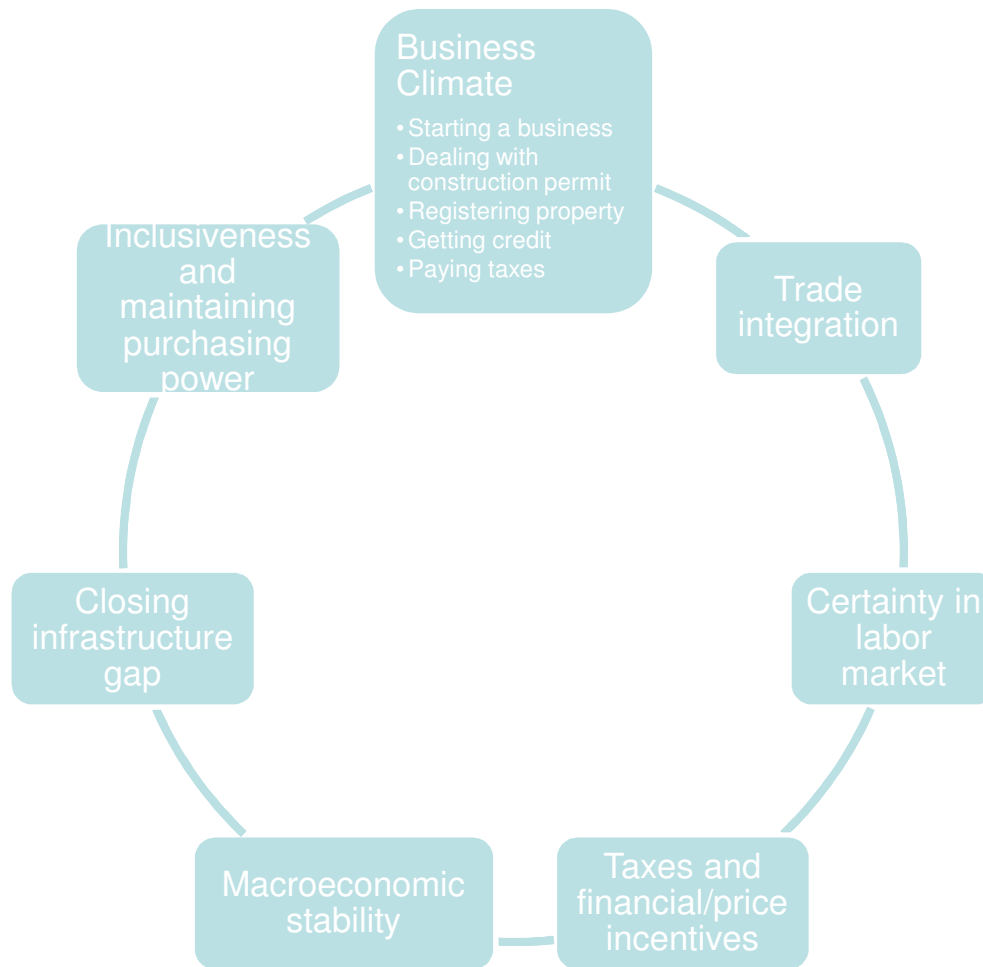 Business
Climate
• Starting a business
• Dealing with
construction permit
• Registering property
• Getting credit
• Paying taxes
Trade
integration
Certainty in
labor
market
Taxes and
financial/price
incentives
Macroeconomic
stability
Closing
infrastructure
gap
Inclusiveness
and
maintaining
purchasing
power